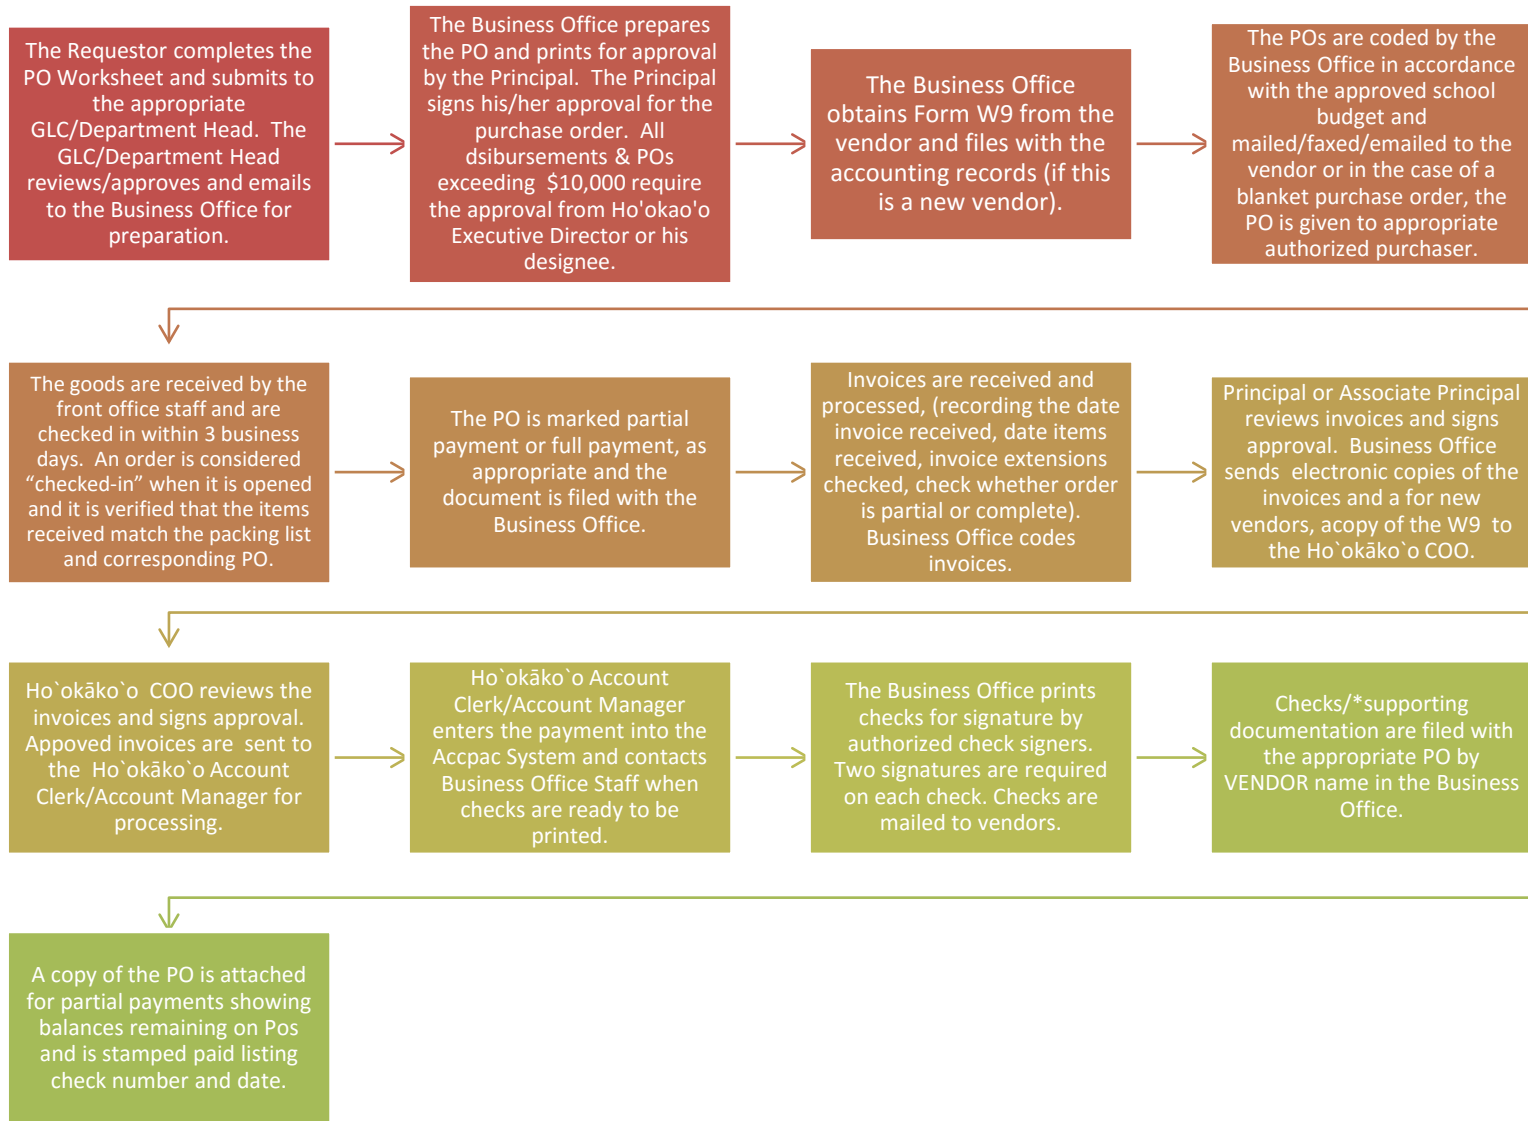 The Requestor completes the
PO Worksheet and submits to
the appropriate
GLC/Department Head.  The
GLC/Department Head
reviews/approves and emails
to the Business Office for
preparation.
The Business Office prepares
the PO and prints for approval
by the Principal.  The Principal
signs his/her approval for the
purchase order.  All
dsibursements & POs
exceeding  $10,000 require
the approval from Ho'okao'o
Executive Director or his
designee.
The Business Office
obtains Form W9 from the
vendor and files with the
accounting records (if this
is a new vendor).
The POs are coded by the
Business Office in accordance
with the approved school
budget and
mailed/faxed/emailed to the
vendor or in the case of a
blanket purchase order, the
PO is given to appropriate
authorized purchaser.
The goods are received by the
front office staff and are
checked in within 3 business
days.  An order is considered
“checked-in” when it is opened
and it is verified that the items
received match the packing list
and corresponding PO.
The PO is marked partial
payment or full payment, as
appropriate and the
document is filed with the
Business Office.
Invoices are received and
processed, (recording the date
invoice received, date items
received, invoice extensions
checked, check whether order
is partial or complete).
Business Office codes
invoices.
Principal or Associate Principal
reviews invoices and signs
approval.  Business Office
sends  electronic copies of the
invoices and a for new
vendors, acopy of the W9  to
the Ho`okāko`o COO.
Ho`okāko`o  COO reviews the
invoices and signs approval.
Appoved invoices are  sent to
the  Ho`okāko`o Account
Clerk/Account Manager for
processing.
Ho`okāko`o Account
Clerk/Account Manager
enters the payment into the
Accpac System and contacts
Business Office Staff when
checks are ready to be
printed.
The Business Office prints
checks for signature by
authorized check signers.
Two signatures are required
on each check. Checks are
mailed to vendors.
Checks/*supporting
documentation are filed with
the appropriate PO by
VENDOR name in the Business
Office.
A copy of the PO is attached
for partial payments showing
balances remaining on Pos
and is stamped paid listing
check number and date.